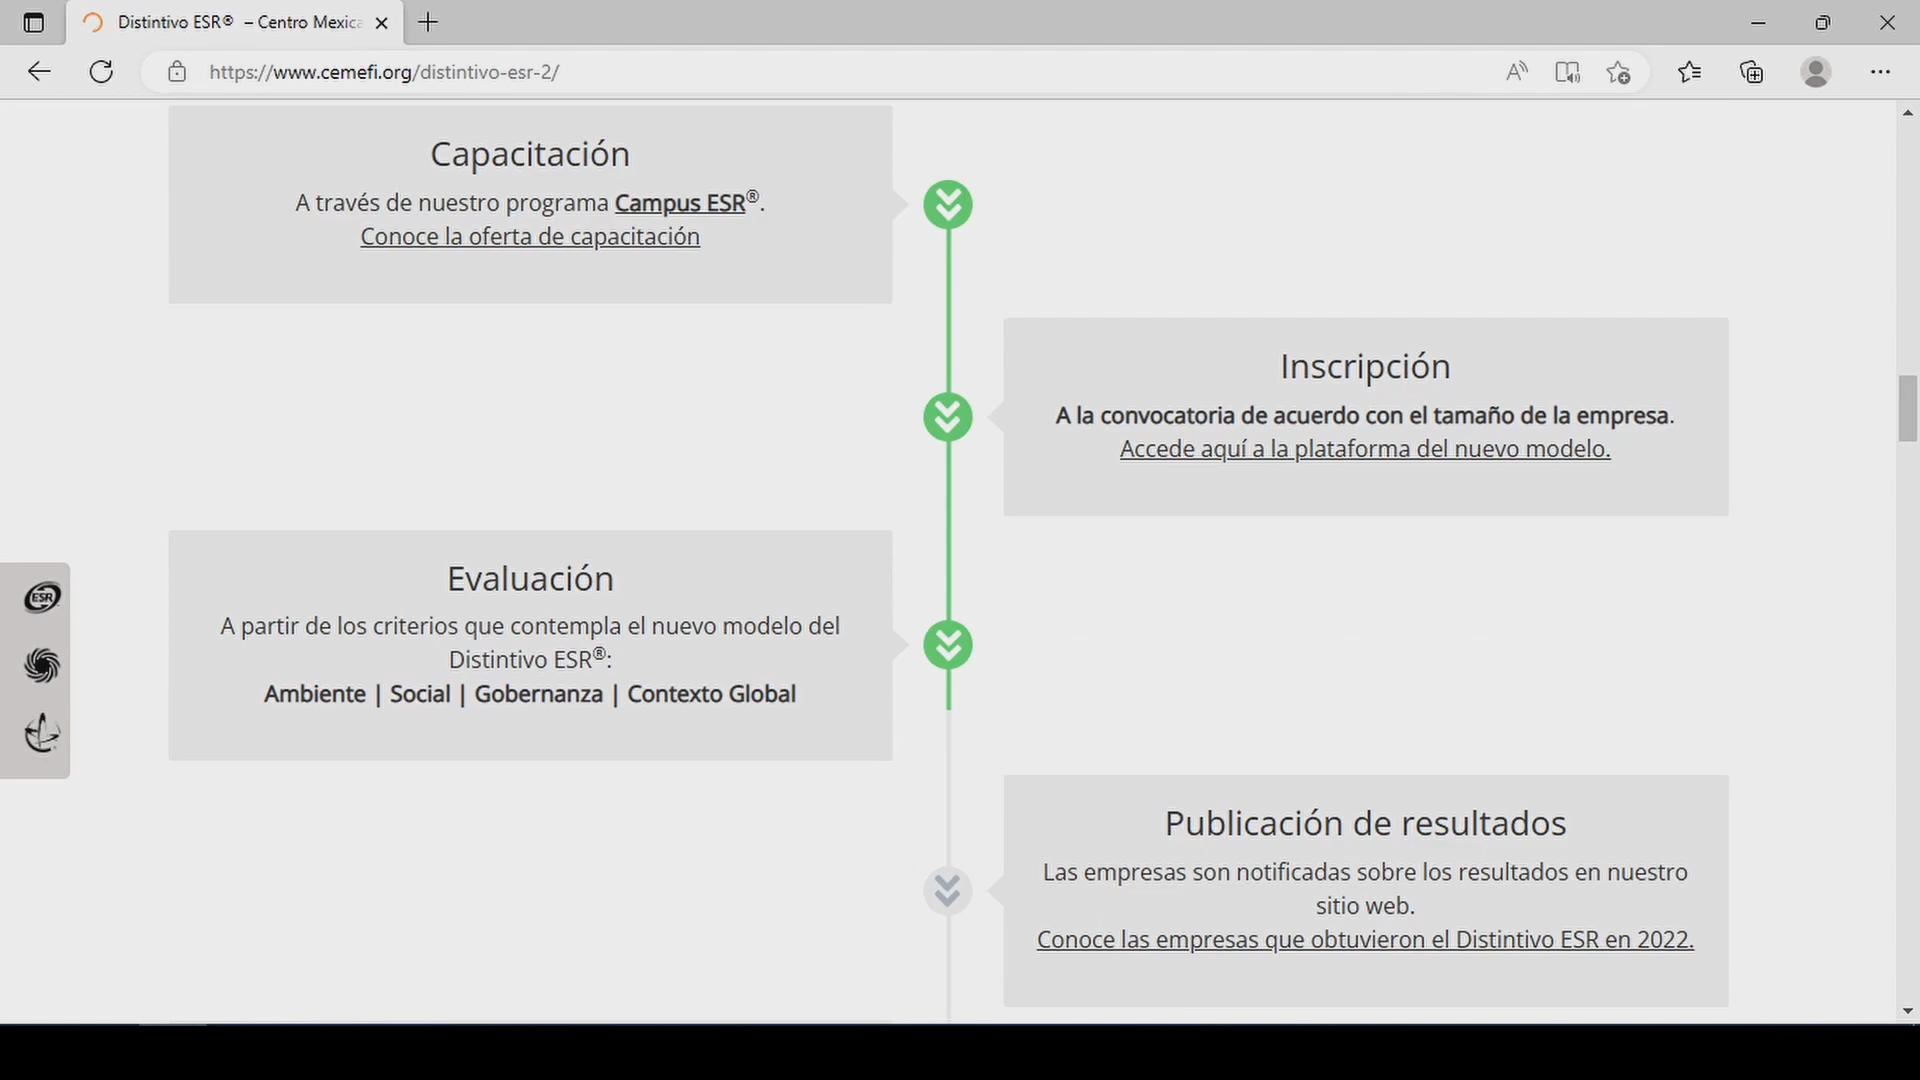 Distintivo ESR® – Centro Mexica
https://www.cemefi.org/distintivo-esr-2/
Capacitación
A través de nuestro programa Campus ESR®.
Conoce la oferta de capacitación
Inscripción
A la convocatoria de acuerdo con el tamaño de la empresa.
Accede aquí a la plataforma del nuevo modelo.
Evaluación
A partir de los criterios que contempla el nuevo modelo del
Distintivo ESR®:
Ambiente | Social | Gobernanza | Contexto Global
ESR
Publicación de resultados
Las empresas son notificadas sobre los resultados en nuestro
sitio web.
Conoce las empresas que obtuvieron el Distintivo ESR en 2022.